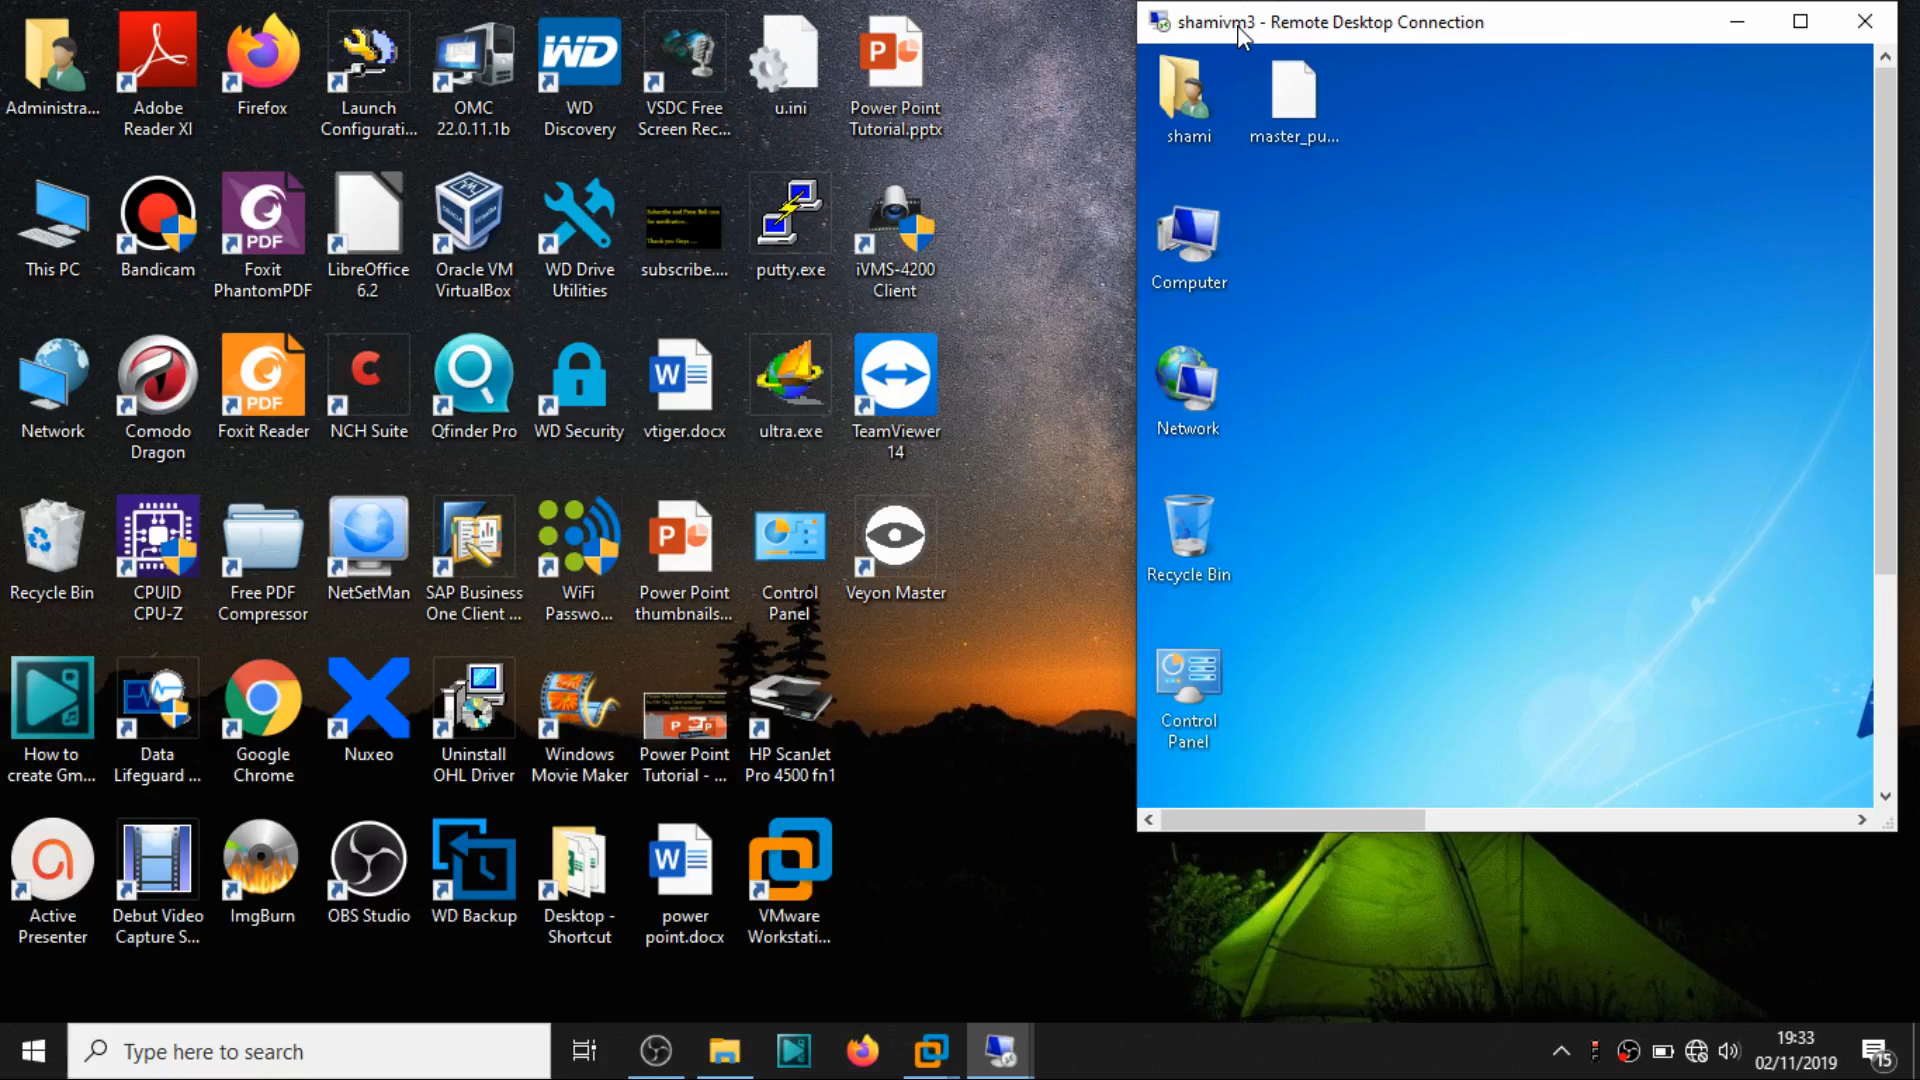 Administra...
Adobe
Reader XI
Firefox
Launch
Configurati...
OMC
22.0.11.1b
WD
WD
Discovery
VSDC Free
Screen Rec...
u.ini
P
Power Point
Tutorial.pptx
This PC
Bandicam
PDF
Foxit
PhantomPDF
LibreOffice
6.2
Oracle VM
VirtualBox
WD Drive
Utilities
subscribe....
putty.exe
iVMS-4200
Client
Network
Comodo
Dragon
PDF
Foxit Reader
NCH Suite
Qfinder Pro
WD Security
W
vtiger.docx
ultra.exe
TeamViewer
14
Recycle Bin
CPUID
CPU-Z
Free PDF
Compressor
NetSetMan
SAP Business
One Client ...
WiFi
Passwo...
P
Power Point
thumbnails...
Control
Panel
Veyon Master
How to
create Gm...
Data
Lifeguard ...
Google
Chrome
Nuxeo
Uninstall
OHL Driver
Windows
Movie Maker
Power Point
Tutorial - ...
HP ScanJet
Pro 4500 fn1
Active
Presenter
Debut Video
Capture S...
ImgBurn
OBS Studio
WD Backup
Desktop -
Shortcut
W
power
point.docx
VMware
Workstati...
shamivm3 - Remote Desktop Connection
shami
master_pu...
Computer
Network
Recycle Bin
Control
Panel
Type here to search
19:33
02/11/2019
15